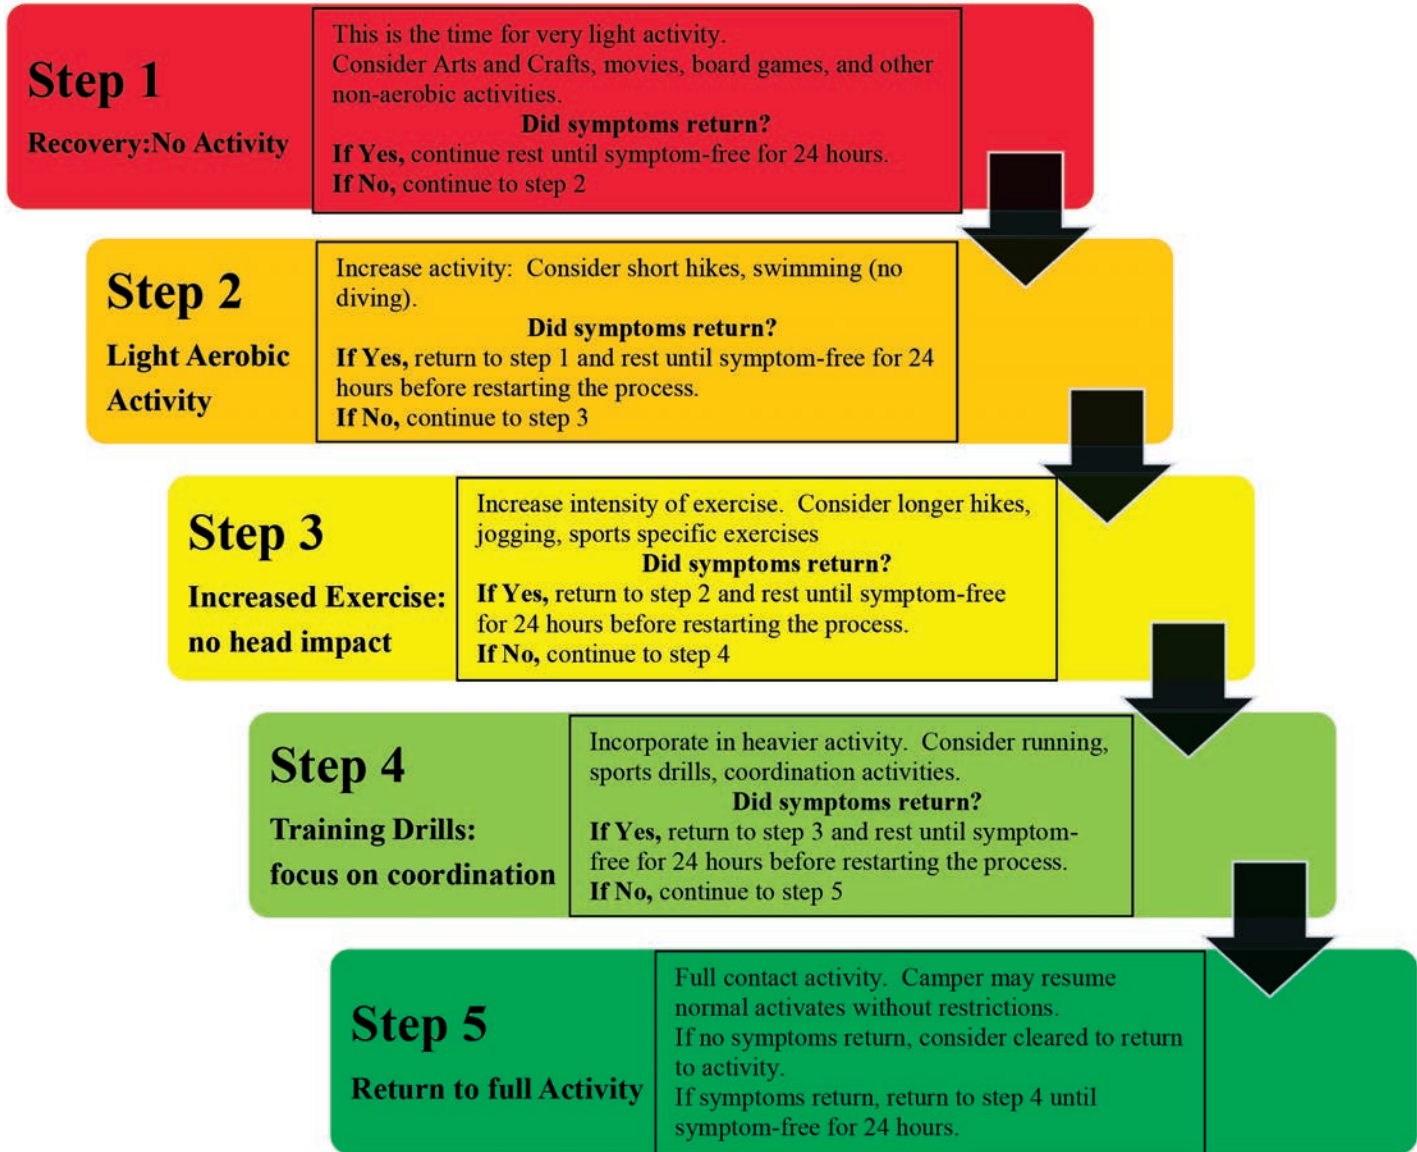 Step 1
Recovery:No Activity
This is the time for very light activity.
Consider Arts and Crafts, movies, board games, and other
non-aerobic activities.
Did symptoms return?
If Yes, continue rest until symptom-free for 24 hours.
If No, continue to step 2
Step 2
Light Aerobic
Activity
Increase activity:  Consider short hikes, swimming (no
diving).
Did symptoms return?
If Yes, return to step 1 and rest until symptom-free for 24
hours before restarting the process.
If No, continue to step 3
Step 3
Increased Exercise:
no head impact
Increase intensity of exercise.  Consider longer hikes,
jogging, sports specific exercises
Did symptoms return?
If Yes, return to step 2 and rest until symptom-free
for 24 hours before restarting the process.
If No, continue to step 4
Step 4
Training Drills:
focus on coordination
Incorporate in heavier activity.  Consider running,
sports drills, coordination activities.
Did symptoms return?
If Yes, return to step 3 and rest until symptom-
free for 24 hours before restarting the process.
If No, continue to step 5
Step 5
Return to full Activity
Full contact activity.  Camper may resume
normal activates without restrictions.
If no symptoms return, consider cleared to return
to activity.
If symptoms return, return to step 4 until
symptom-free for 24 hours.